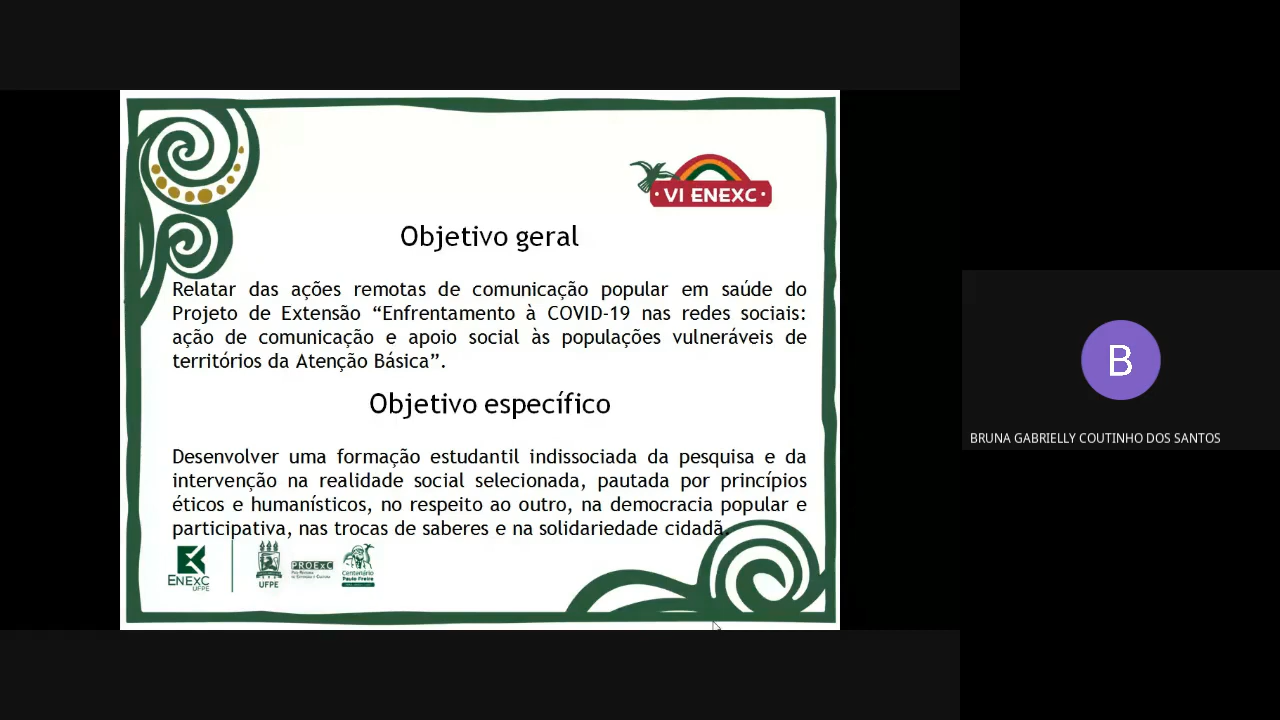 · VI ENEXC ·
Objetivo geral
Relatar das ações remotas de comunicação popular em saúde do
Projeto de Extensão “Enfrentamento à COVID-19 nas redes sociais:
ação de comunicação e apoio social às populações vulneráveis de
territórios da Atenção Básica”.
Objetivo específico
Desenvolver uma formação estudantil indissociada da pesquisa e da
intervenção na realidade social selecionada, pautada por princípios
éticos e humanísticos, no respeito ao outro, na democracia popular e
participativa, nas trocas de saberes e na solidariedade cidadã.
ENEXC
UFPE
UFPE
PROExC
Centenário
Paulo Freire
B
BRUNA GABRIELLY COUTINHO DOS SANTOS